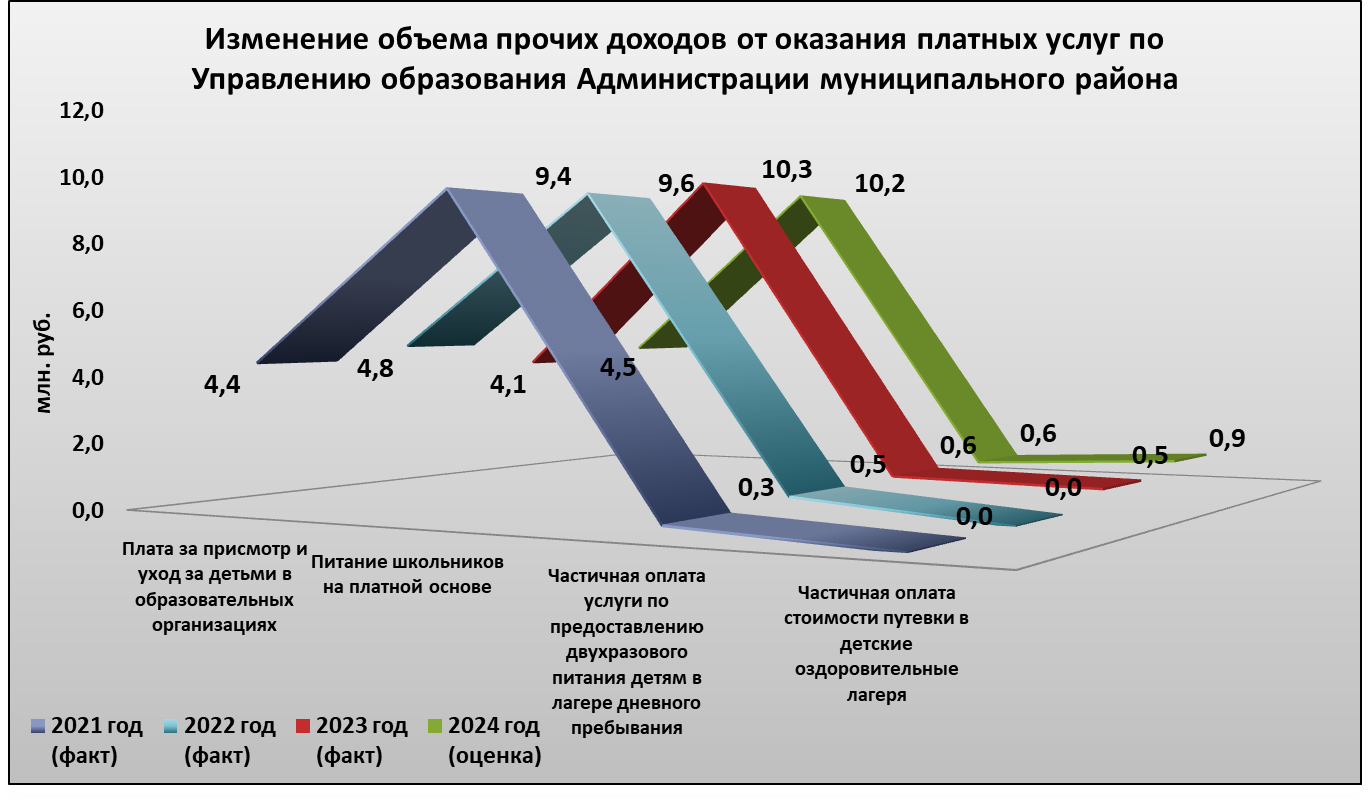 Изменение объема прочих доходов от оказания платных услуг по
Управлению образования Администрации муниципального района
млн. руб.
12,0
10,0
8,0
6,0
4,0
2,0
0,0
9,4
9,6
10,3
10,2
4,4
4,8
4,1
4,5
0,3
0,5
0,6
0,6
0,0
0,0
0,5
0,9
Плата за присмотр и
уход за детьми в
образовательных
организациях
Питание школьников
на платной основе
Частичная оплата
услуги по
предоставлению
двухразового
питания детям в
лагере дневного
пребывания
Частичная оплата
стоимости путевки в
детские
оздоровительные
лагеря
2021 год
(факт)
2022 год
(факт)
2023 год
(факт)
2024 год
(оценка)